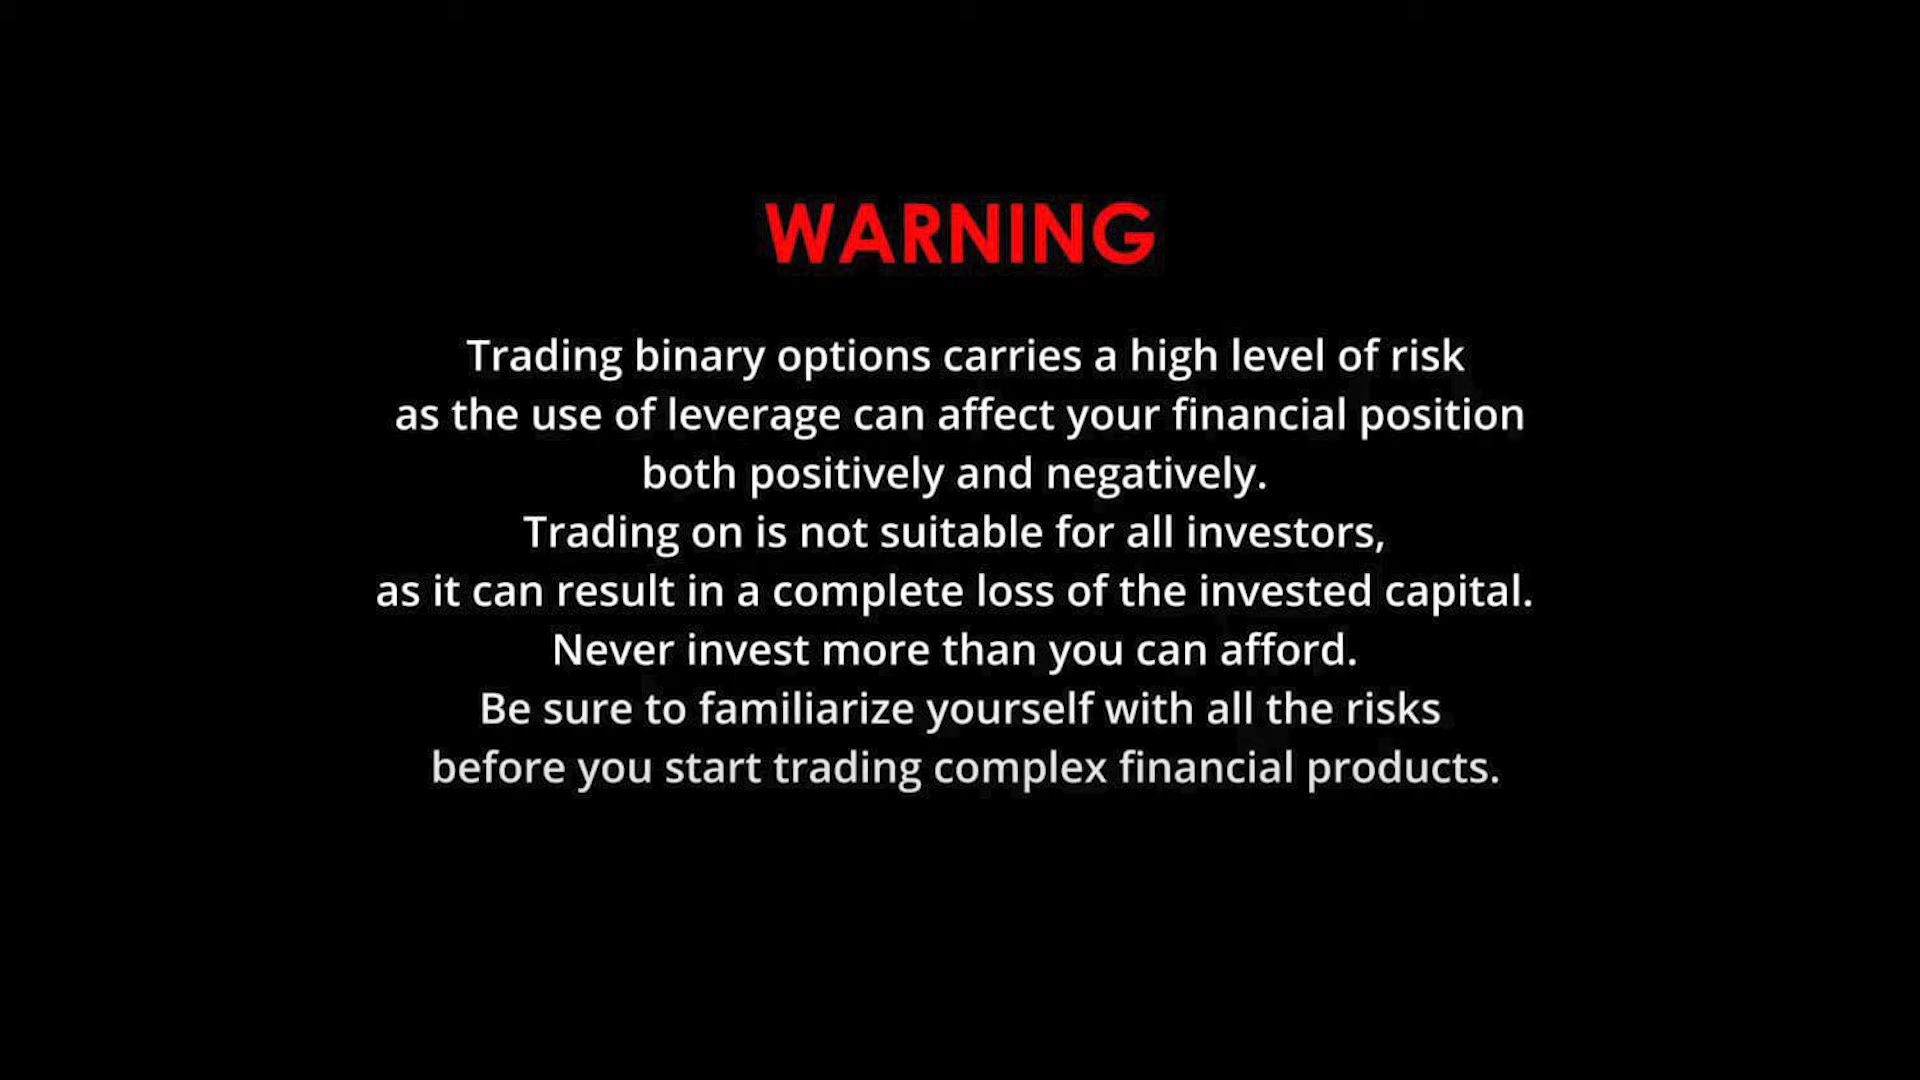 WARNING
Trading binary options carries a high level of risk
as the use of leverage can affect your financial position
both positively and negatively.
Trading on is not suitable for all investors,
as it can result in a complete loss of the invested capital.
Never invest more than you can afford.
Be sure to familiarize yourself with all the risks
before you start trading complex financial products.